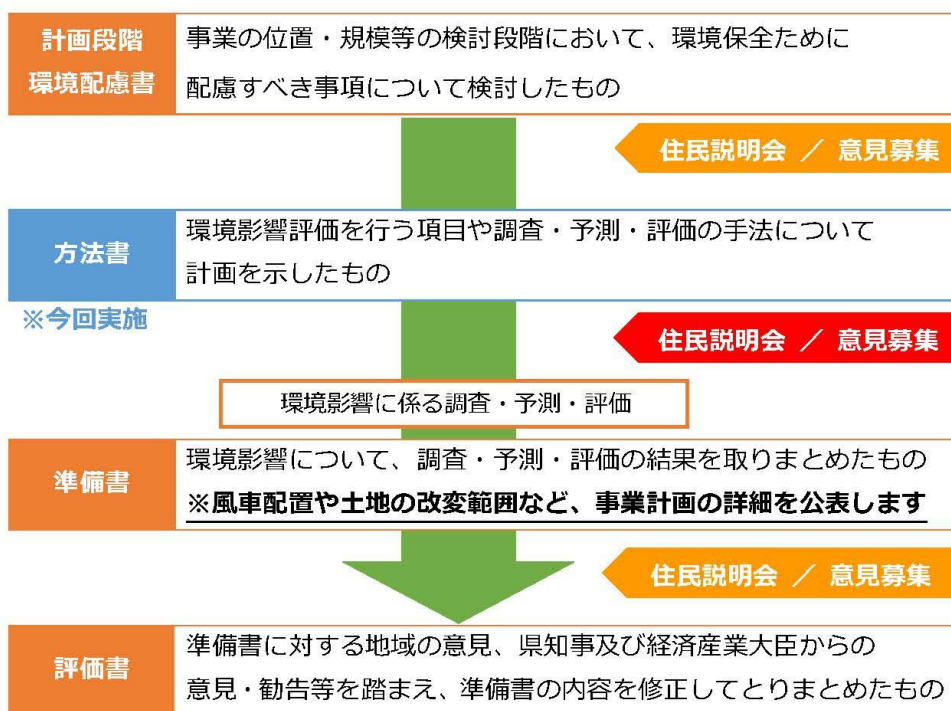 計画段階
環境配慮書
事業の位置・規模等の検討段階において、環境保全ために
配慮すべき事項について検討したもの
住民説明会 ／ 意見募集
方法書
環境影響評価を行う項目や調査・予測・評価の手法について
計画を示したもの
※今回実施
住民説明会 ／ 意見募集
環境影響に係る調査・予測・評価
準備書
環境影響について、調査・予測・評価の結果を取りまとめたもの
※風車配置や土地の改変範囲など、事業計画の詳細を公表します
住民説明会 ／ 意見募集
評価書
準備書に対する地域の意見、県知事及び経済産業大臣からの
意見・勧告等を踏まえ、準備書の内容を修正してとりまとめたもの